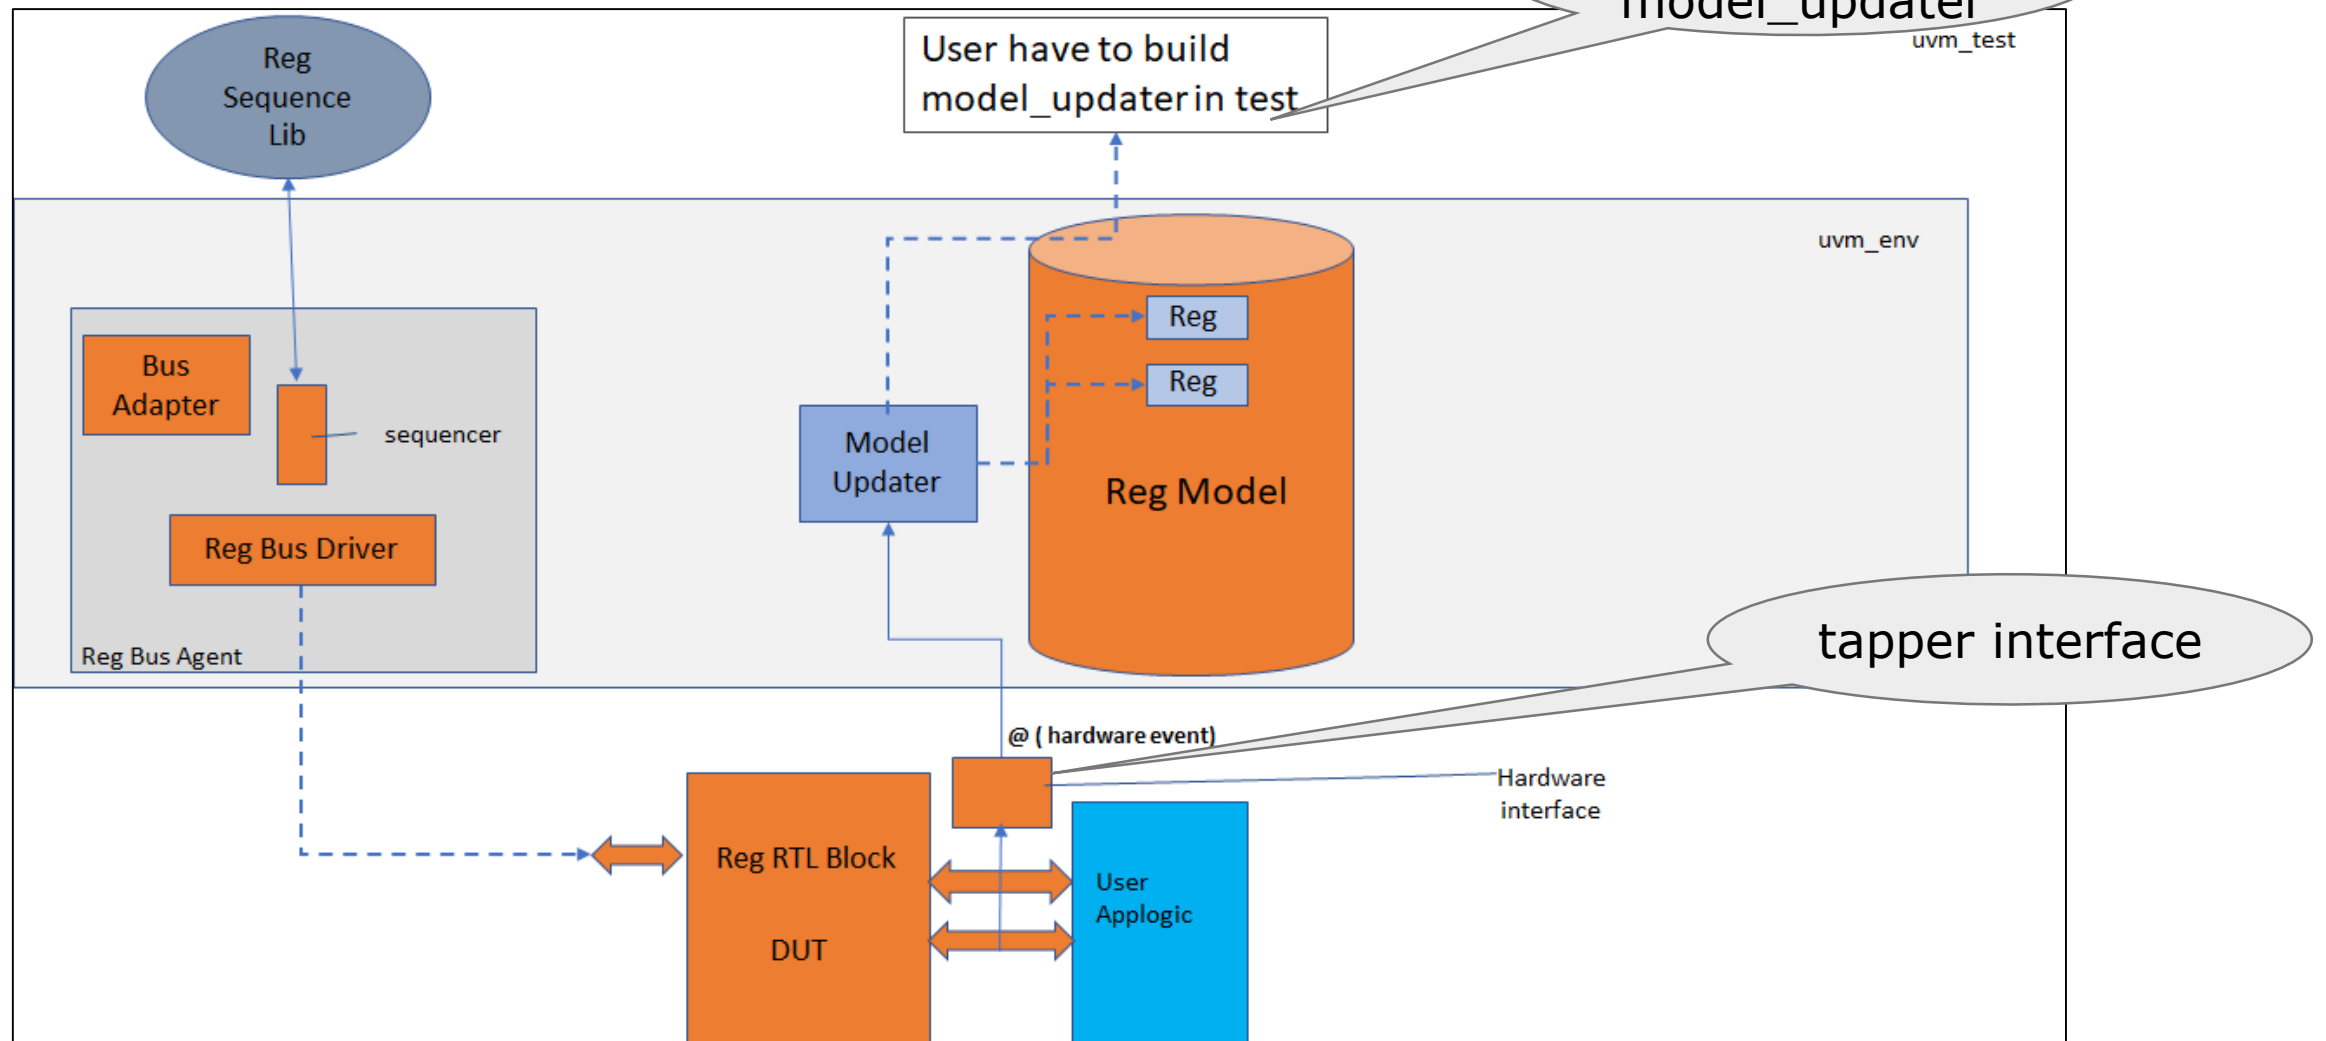 model_updater
uvm_test
Reg
Sequence
Lib
User have to build
model_updater in test
uvm_env
Reg
Reg
Bus
Adapter
sequencer
Model
Updater
Reg Model
Reg Bus Driver
Reg Bus Agent
tapper interface
@ ( hardware event)
Hardware
interface
Reg RTL Block
DUT
User
Applogic